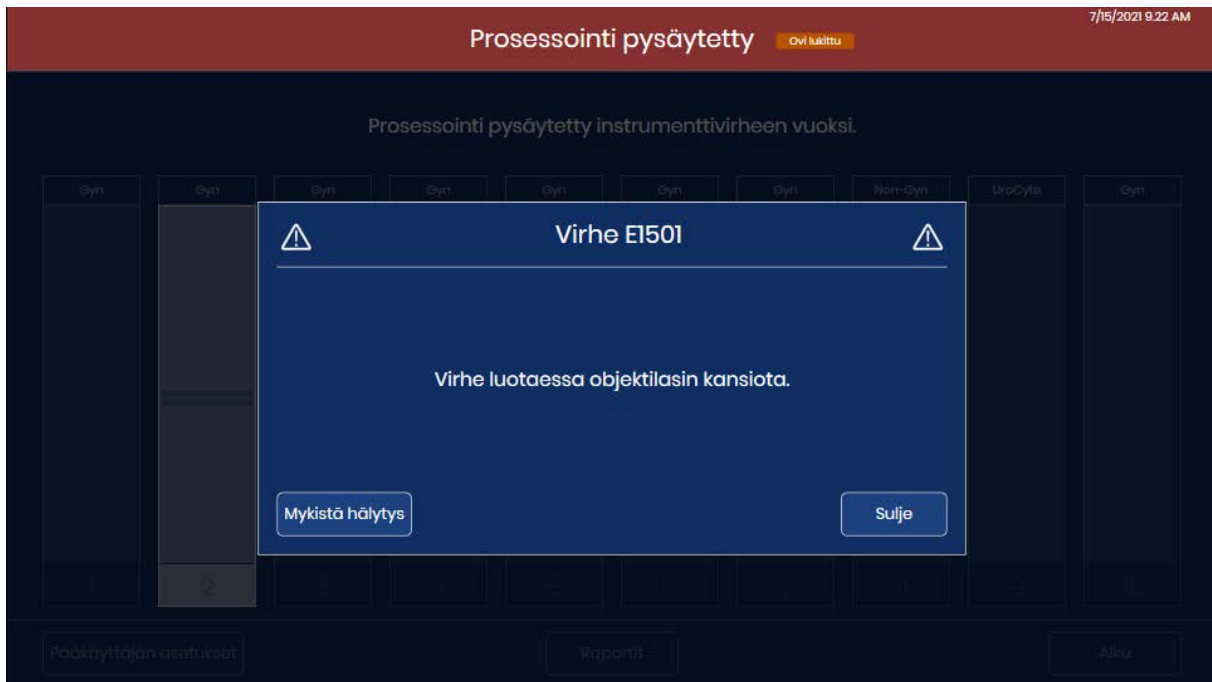 7/15/2021 9.22 AM
Prosessointi pysäytetty
Ovi lukittu
Prosessointi pysäytetty instrumenttivirheen vuoksi.
Gyn Gyn Gyn Gyn Gyn Gyn Gyn Non-Gyn UroCyte Gyn
Virhe E1501
Virhe luotaessa objektilasin kansiota.
Mykistä hälytys
Sulje
2
Pääkäyttäjän asetukset
Raportit
Alku